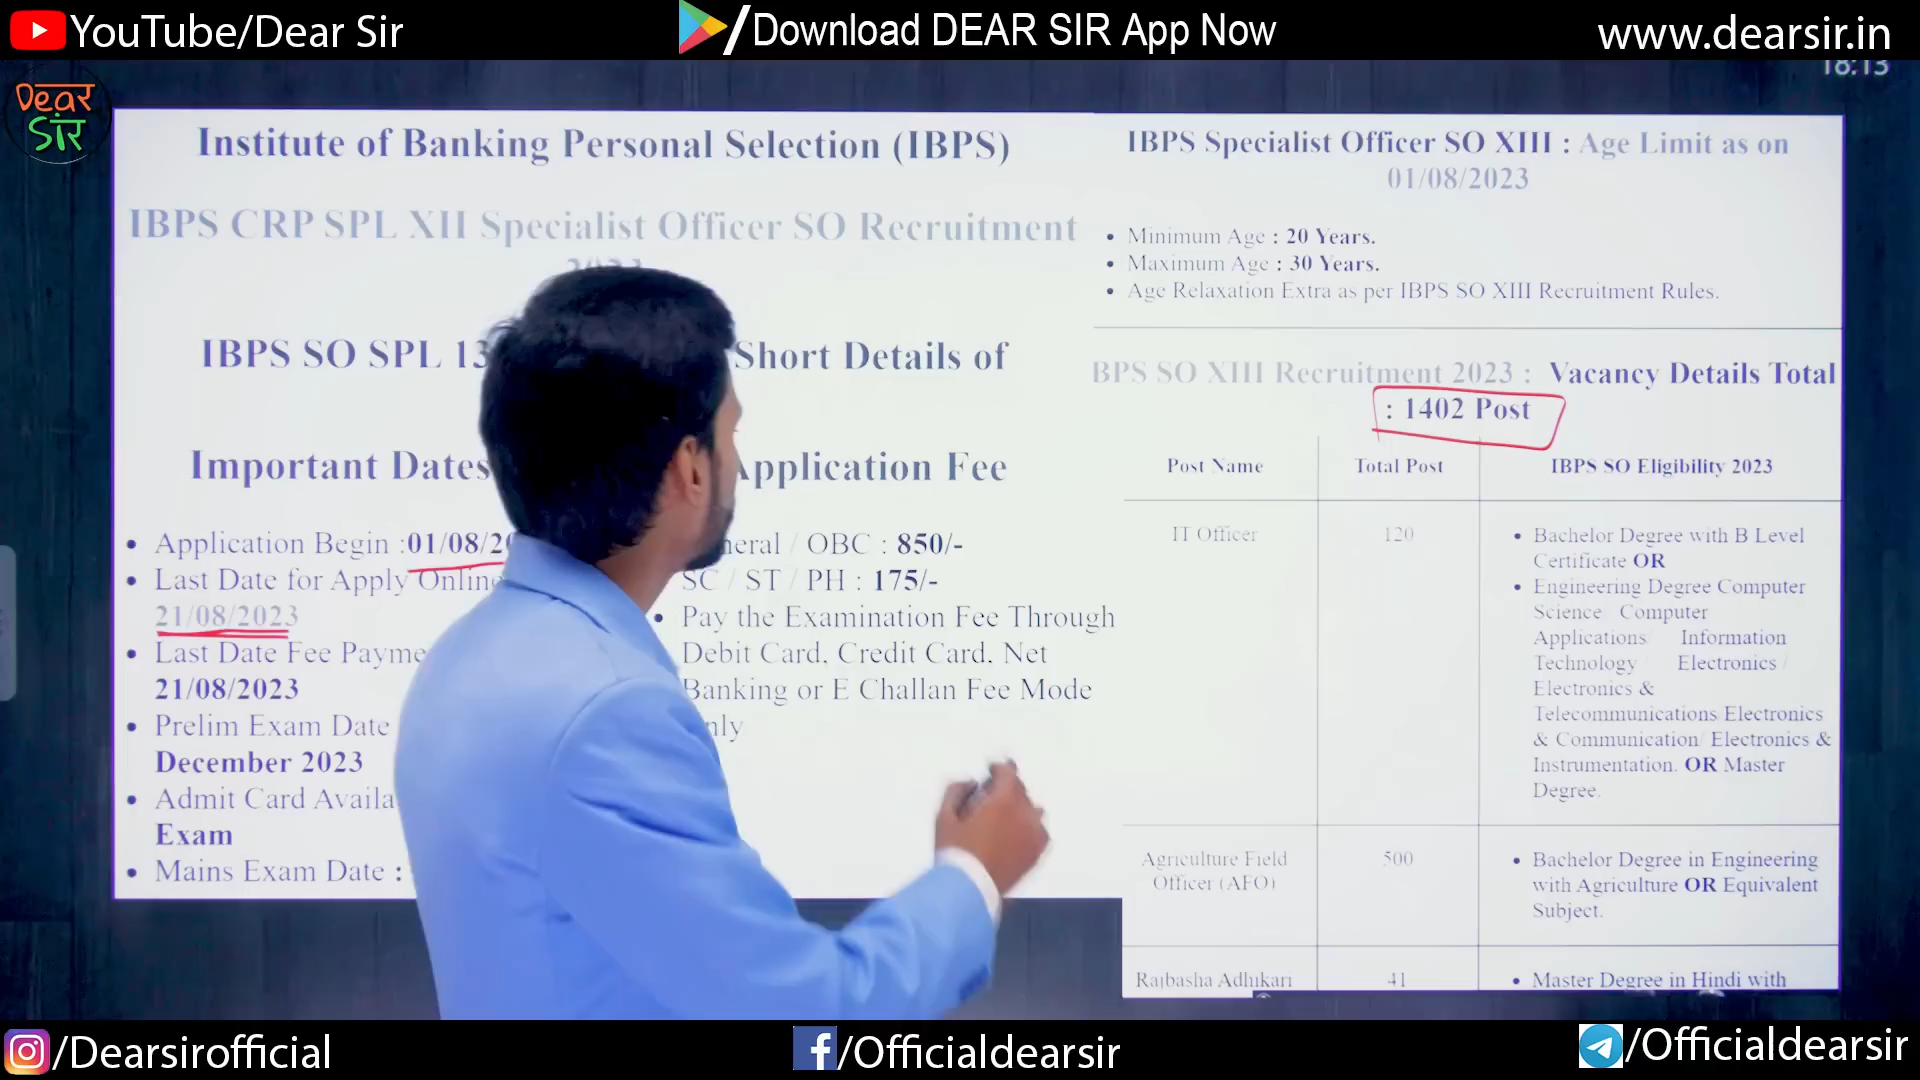 YouTube/Dear Sir
/Download DEAR SIR App Now
www.dearsir.in
18:13
Dear
Sir
Institute of Banking Personal Selection (IBPS)
IBPS CRP SPL XII Specialist Officer SO Recruitment
IBPS SO SPL 13
Short Details of
Important Dates
Application Fee
Application Begin :01/08/2
Last Date for Apply Online
21/08/2023
Last Date Fee Payme
21/08/2023
Prelim Exam Date
December 2023
Admit Card Availa
Exam
Mains Exam Date :
neral / OBC : 850/-
SC / ST / PH : 175/-
Pay the Examination Fee Through
Debit Card, Credit Card, Net
Banking or E Challan Fee Mode
nly
IBPS Specialist Officer SO XIII : Age Limit as on
01/08/2023
Minimum Age : 20 Years.
Maximum Age : 30 Years.
Age Relaxation Extra as per IBPS SO XIII Recruitment Rules.
BPS SO XIII Recruitment 2023 : Vacancy Details Total
: 1402 Post
Post Name
Total Post
IBPS SO Eligibility 2023
IT Officer
120
Bachelor Degree with B Level
Certificate OR
Engineering Degree Computer
Science Computer
Applications Information
Technology Electronics /
Electronics &
Telecommunications Electronics
& Communication/ Electronics &
Instrumentation. OR Master
Degree.
Agriculture Field
Officer (AFO)
500
Bachelor Degree in Engineering
with Agriculture OR Equivalent
Subject.
Rajbasha Adhikari
41
Master Degree in Hindi with
/Dearsirofficial
/Officialdearsir
/Officialdearsir